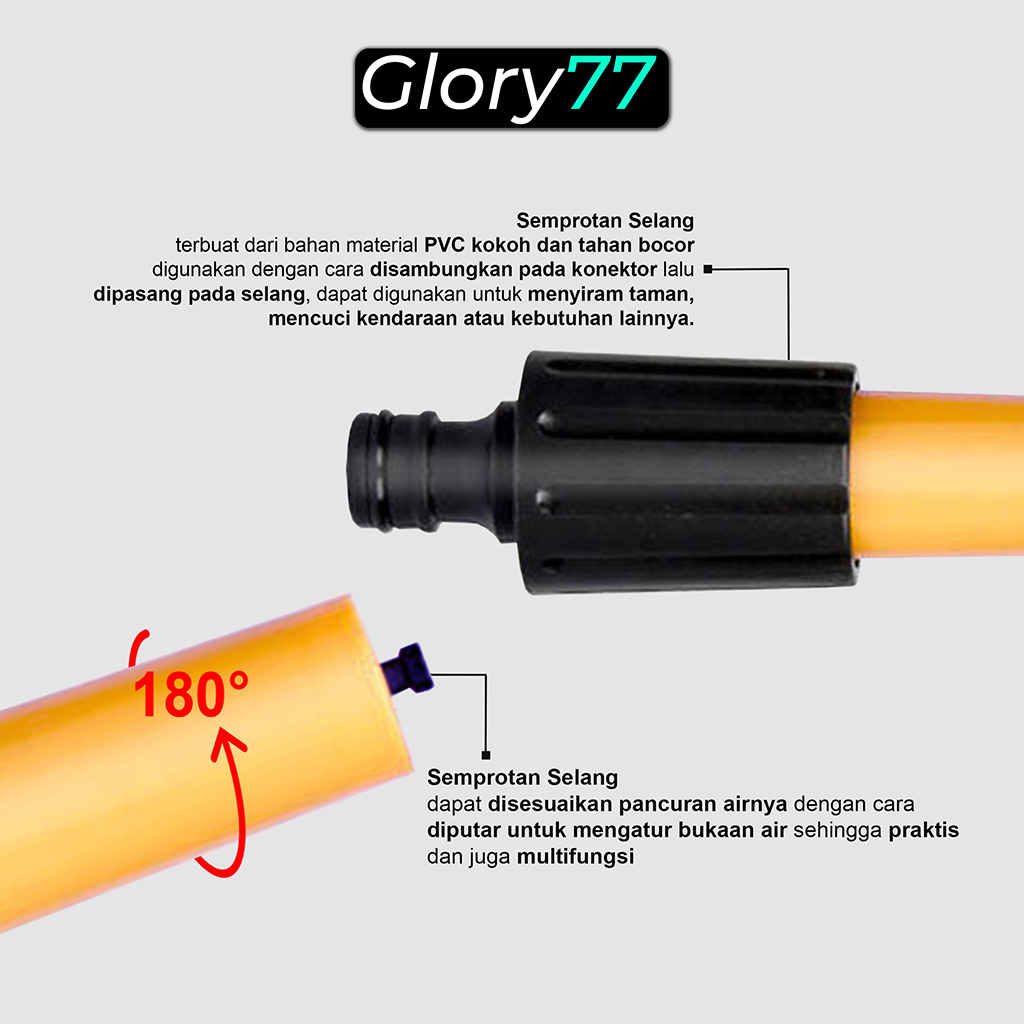 Glory77
Semprotan Selang
terbuat dari bahan material PVC kokoh dan tahan bocor
digunakan dengan cara disambungkan pada konektor lalu
dipasang pada selang, dapat digunakan untuk menyiram taman,
mencuci kendaraan atau kebutuhan lainnya.
180°
Semprotan Selang
dapat disesuaikan pancuran airnya dengan cara
diputar untuk mengatur bukaan air sehingga praktis
dan juga multifungsi